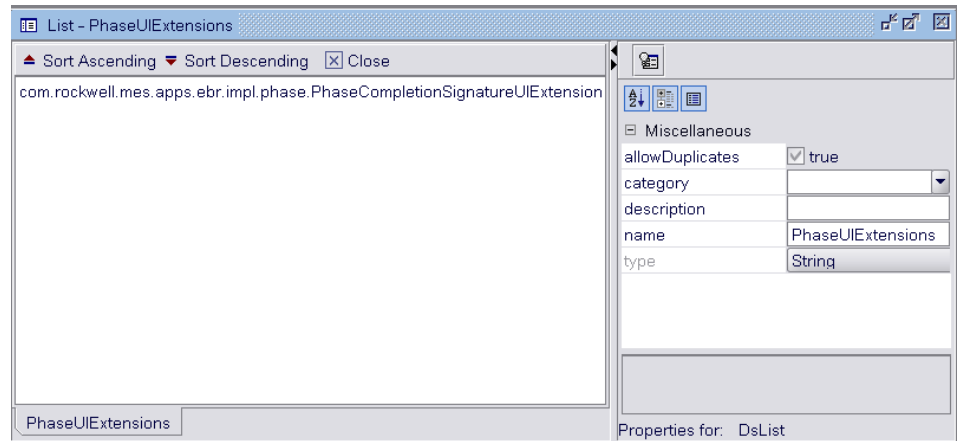 List - PhaseUIExtensions
Sort Ascending Sort Descending Close
com.rockwell.mes.apps.ebr.impl.phase.PhaseCompletionSignatureUIExtension
PhaseUIExtensions
Miscellaneous
allowDuplicates true
category
description
name PhaseUIExtensions
type String
Properties for: DsList